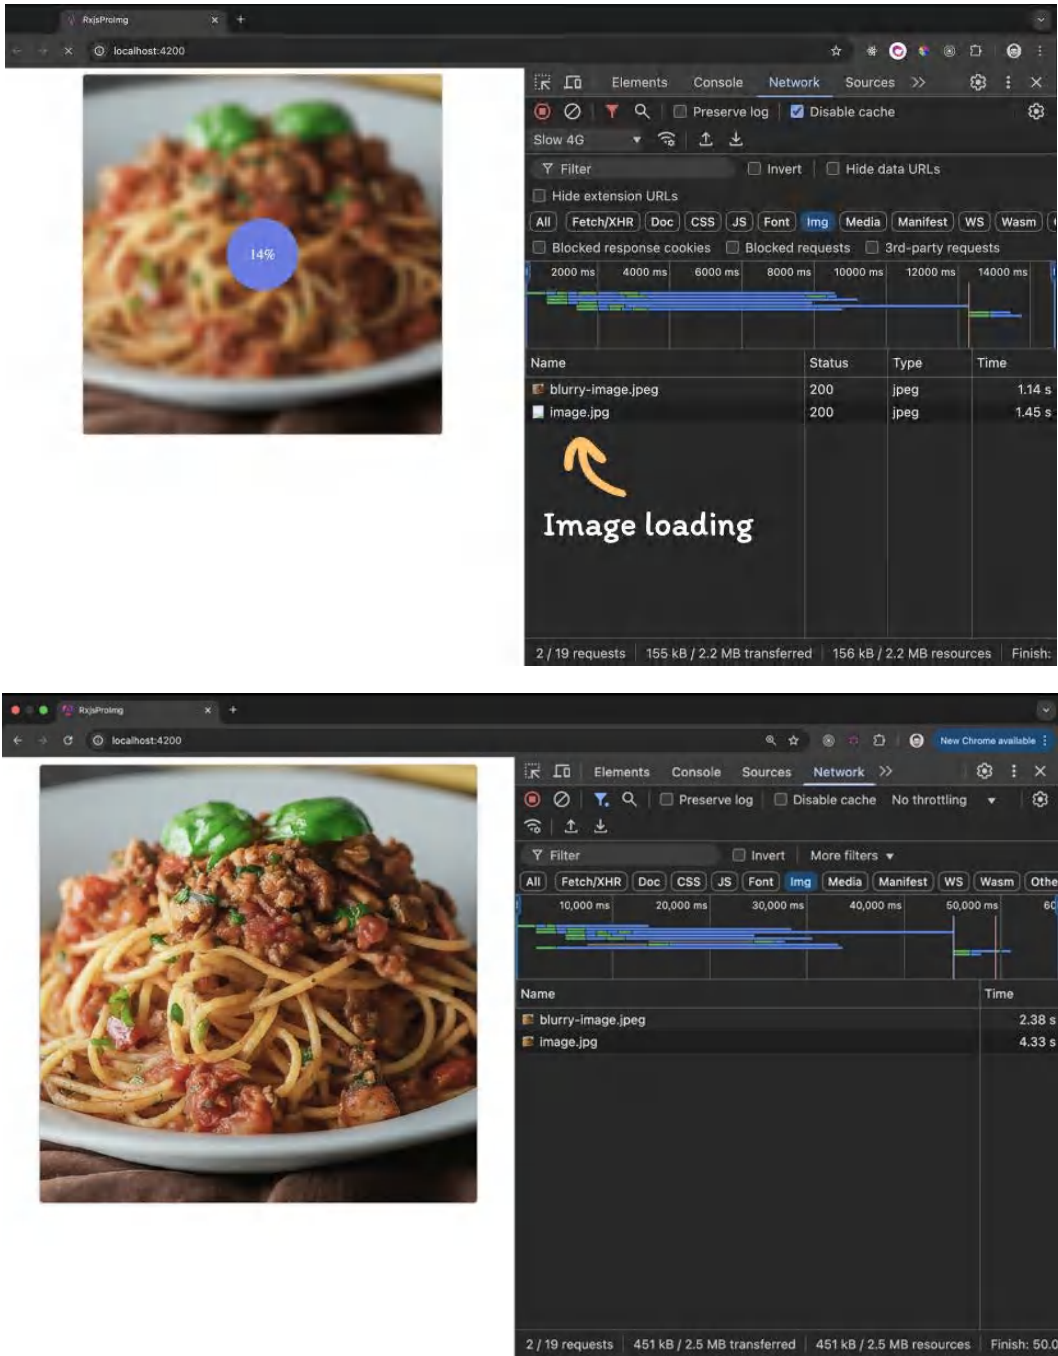 RxjsProImg
localhost:4200
Elements Console Network Sources
Preserve log Disable cache
Slow 4G
Filter Invert Hide data URLs
Hide extension URLs
All Fetch/XHR Doc CSS JS Font Img Media Manifest WS Wasm
Blocked response cookies Blocked requests 3rd-party requests
2000 ms 4000 ms 6000 ms 8000 ms 10000 ms 12000 ms 14000 ms
14%
Name Status Type Time
blurry-image.jpeg 200 jpeg 1.14 s
image.jpg 200 jpeg 1.45 s
Image loading
2 / 19 requests 155 kB / 2.2 MB transferred 156 kB / 2.2 MB resources Finish:
RxjsProImg
localhost:4200 New Chrome available
Elements Console Sources Network
Preserve log Disable cache No throttling
Filter Invert More filters
All Fetch/XHR Doc CSS JS Font Img Media Manifest WS Wasm Othe
10,000 ms 20,000 ms 30,000 ms 40,000 ms 50,000 ms 60
Name Time
blurry-image.jpeg 2.38 s
image.jpg 4.33 s
2 / 19 requests 451 kB / 2.5 MB transferred 451 kB / 2.5 MB resources Finish: 50.0